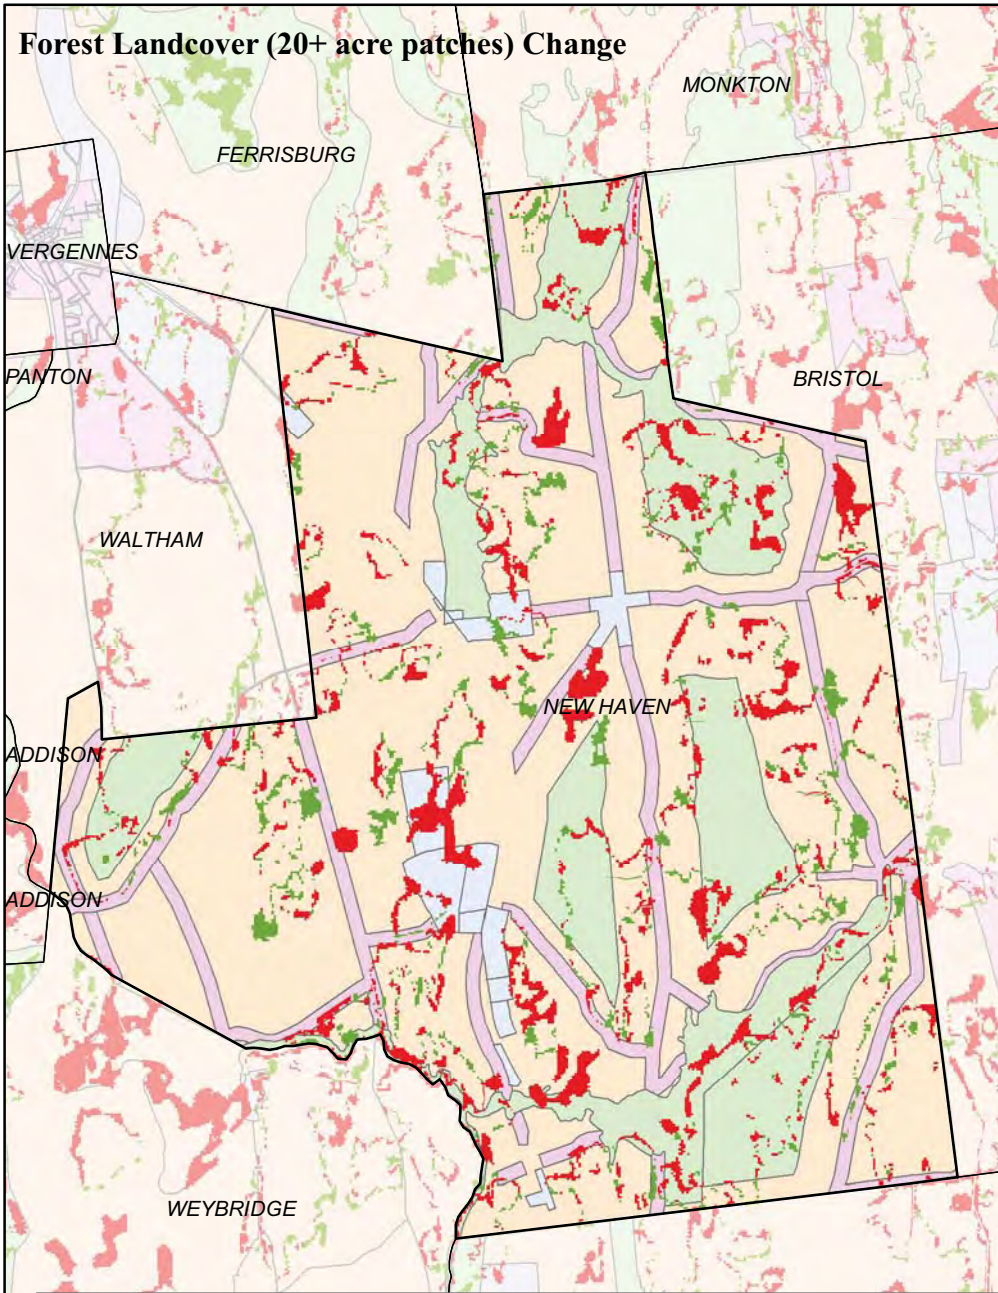 Forest Landcover (20+ acre patches) Change
MONKTON
FERRISBURG
VERGENNES
PANTON
BRISTOL
WALTHAM
NEW HAVEN
ADDISON
ADDISON
WEYBRIDGE